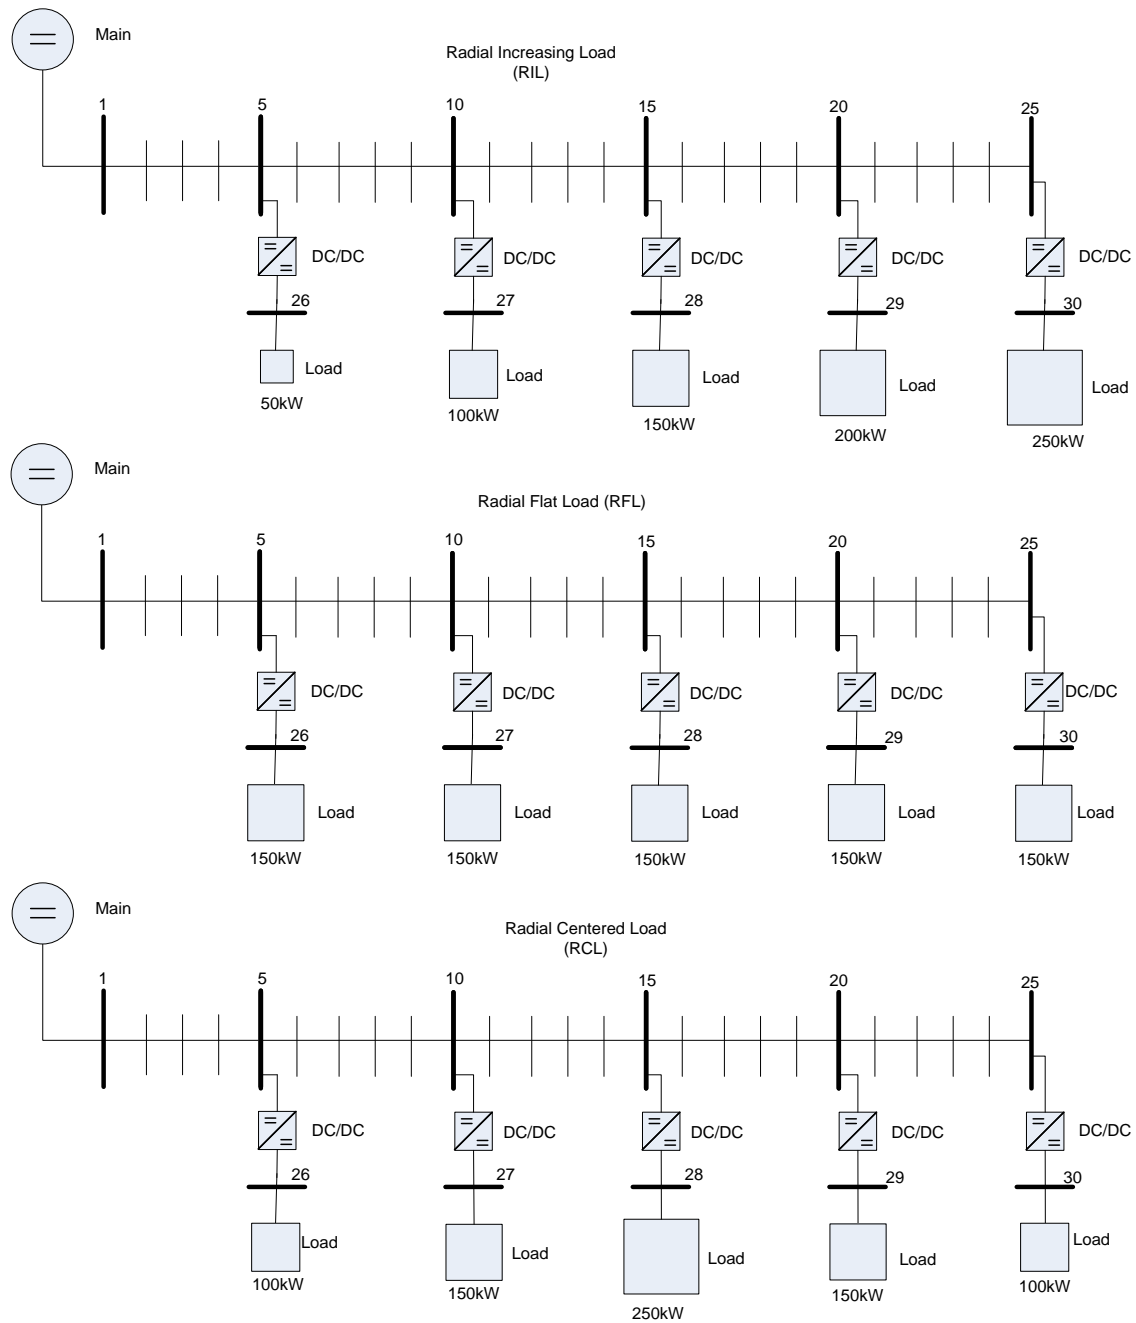 Main
Radial Increasing Load
(RIL)
1
5
10
15
20
25
DC/DC
DC/DC
DC/DC
DC/DC
DC/DC
26
27
28
29
30
Load
Load
Load
Load
Load
50kW
100kW
150kW
200kW
250kW
Main
Radial Flat Load (RFL)
1
5
10
15
20
25
DC/DC
DC/DC
DC/DC
DC/DC
DC/DC
26
27
28
29
30
Load
Load
Load
Load
Load
150kW
150kW
150kW
150kW
150kW
Main
Radial Centered Load
(RCL)
1
5
10
15
20
25
DC/DC
DC/DC
DC/DC
DC/DC
DC/DC
26
27
28
29
30
Load
Load
Load
Load
Load
100kW
150kW
250kW
150kW
100kW